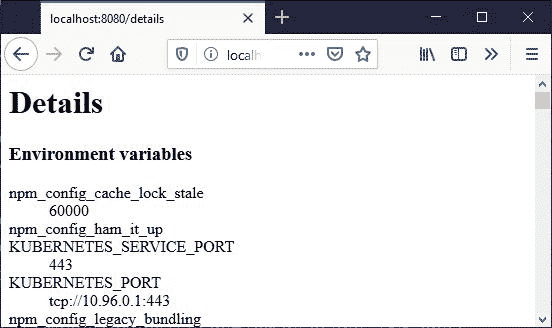 localhost:8080/details
localh
Details
Environment variables
npm_config_cache_lock_stale
60000
npm_config_ham_it_up
KUBERNETES_SERVICE_PORT
443
KUBERNETES_PORT
tcp://10.96.0.1:443
npm_config_legacy_bundling